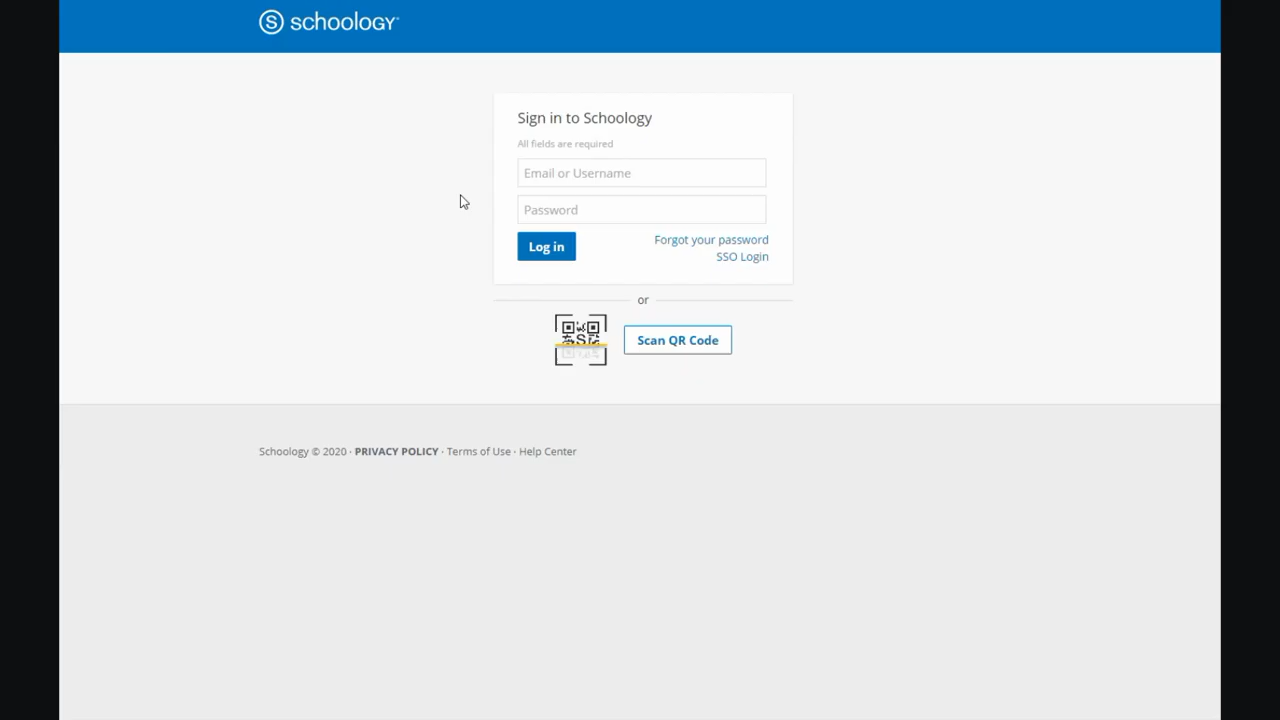 schoology
Sign in to Schoology
All fields are required
Email or Username
Password
Log in
Forgot your password
SSO Login
or
Scan QR Code
Schoology © 2020 · PRIVACY POLICY · Terms of Use · Help Center